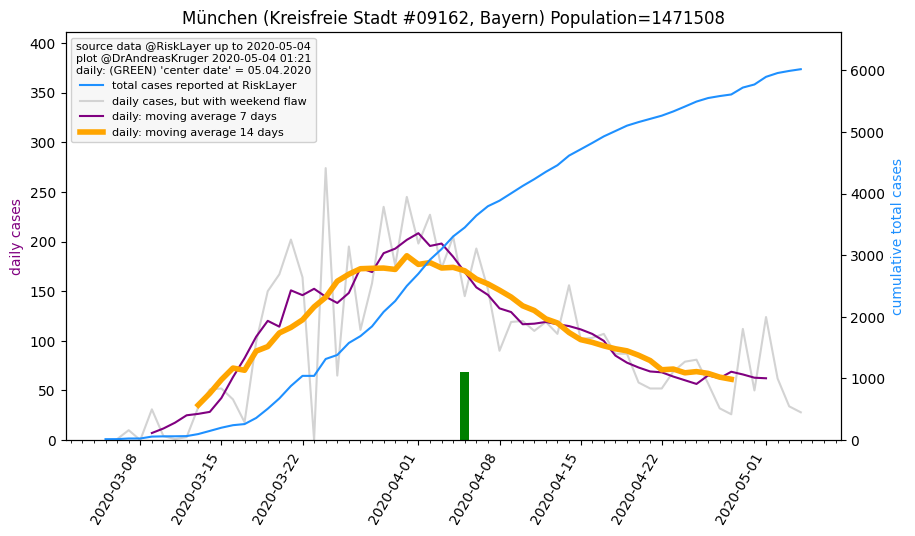 München (Kreisfreie Stadt #09162, Bayern) Population=1471508
source data @RiskLayer up to 2020-05-04
plot @DrAndreasKruger 2020-05-04 01:21
daily: (GREEN) 'center date' = 05.04.2020
total cases reported at RiskLayer
daily cases, but with weekend flaw
daily: moving average 7 days
daily: moving average 14 days
daily cases
400
350
300
250
200
150
100
50
0
cumulative total cases
6000
5000
4000
3000
2000
1000
0
2020-03-08
2020-03-15
2020-03-22
2020-04-01
2020-04-08
2020-04-15
2020-04-22
2020-05-01